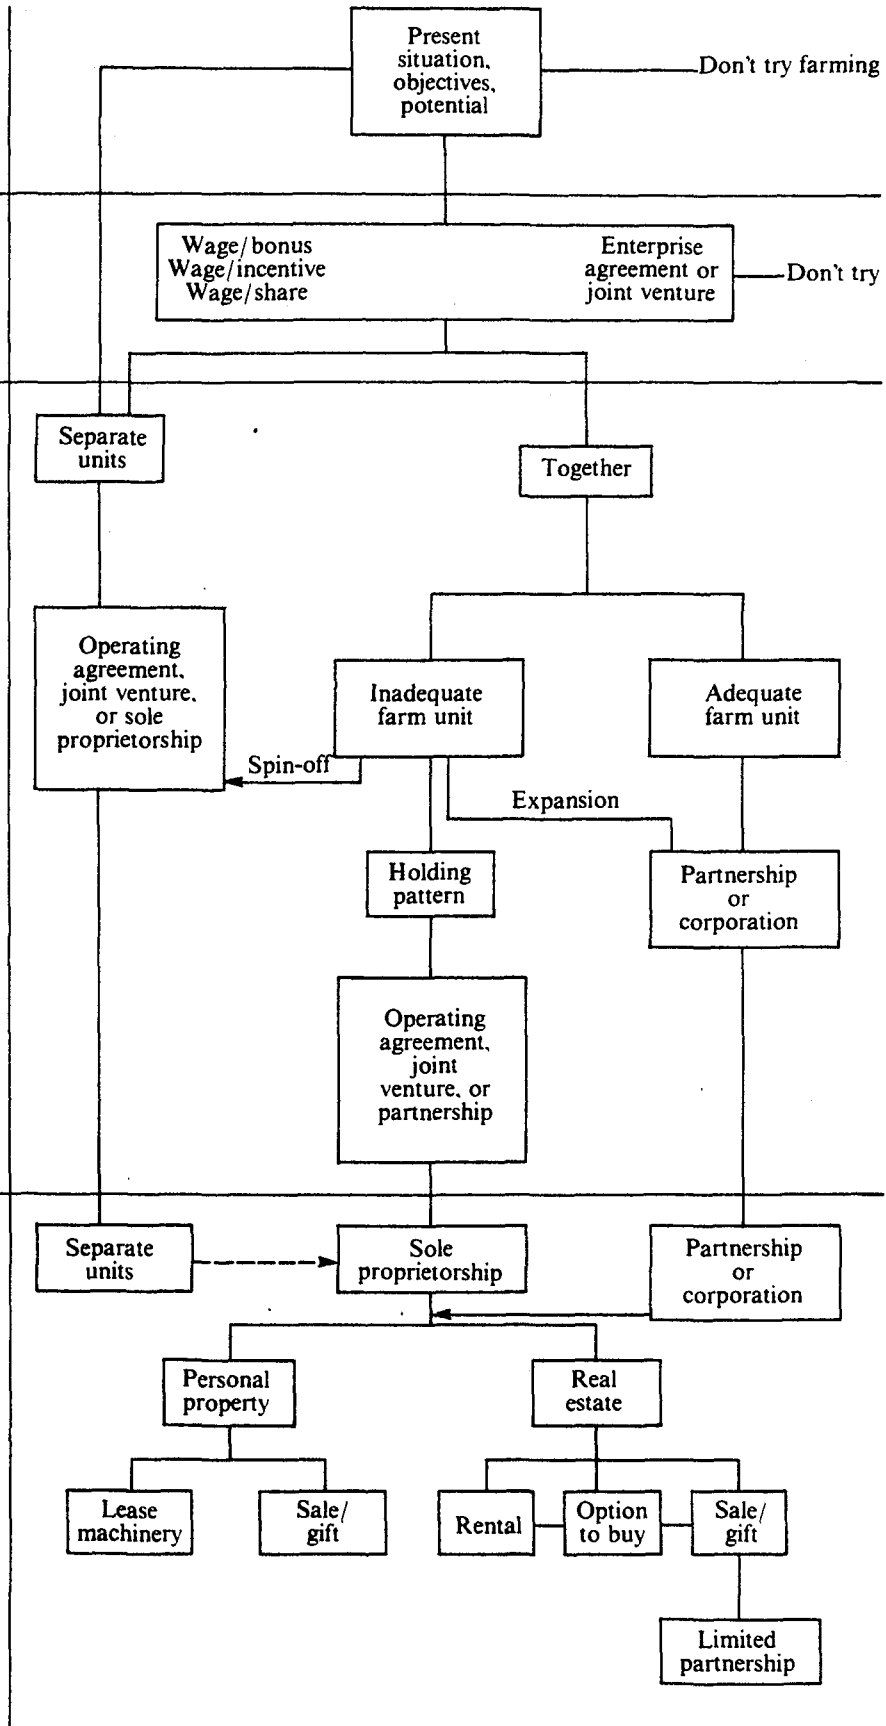 Present
situation,
objectives,
potential
Don't try farming
Wage/bonus
Wage/incentive
Wage/share
Enterprise
agreement or
joint venture
Don't try
Separate
units
Together
Operating
agreement,
joint venture,
or sole
proprietorship
Inadequate
farm unit
Adequate
farm unit
Spin-off
Expansion
Holding
pattern
Partnership
or
corporation
Operating
agreement,
joint
venture, or
partnership
Separate
units
Sole
proprietorship
Partnership
or
corporation
Personal
property
Real
estate
Lease
machinery
Sale/
gift
Rental
Option
to buy
Sale/
gift
Limited
partnership